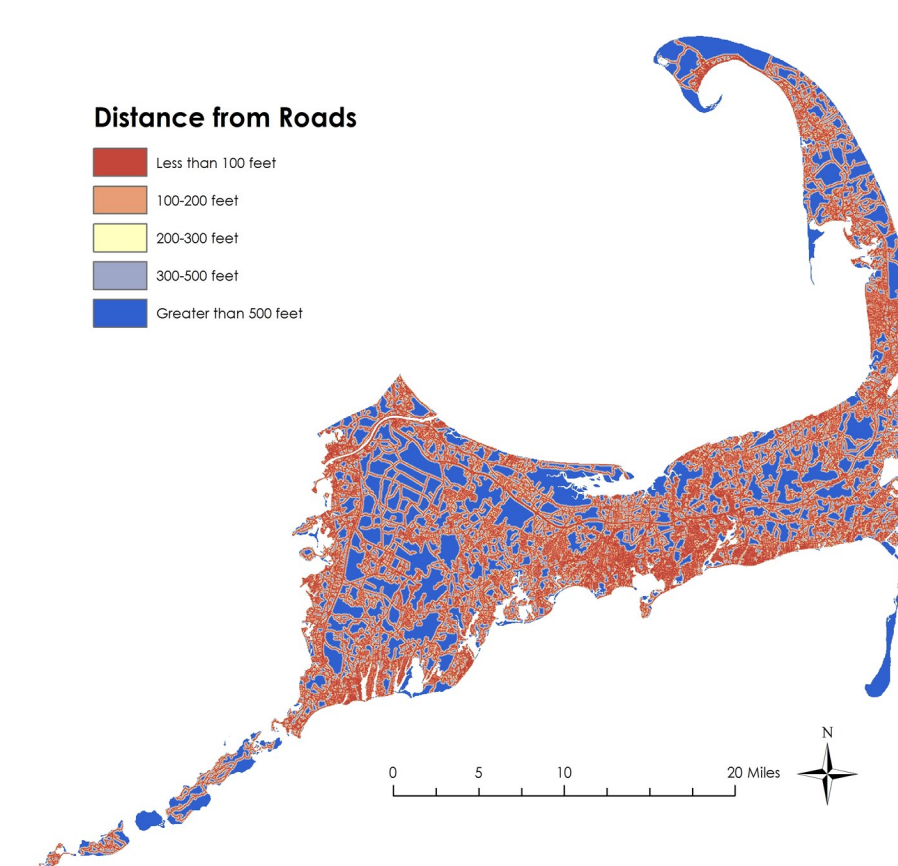 Distance from Roads
Less than 100 feet
100-200 feet
200-300 feet
300-500 feet
Greater than 500 feet
N
0 5 10 20 Miles